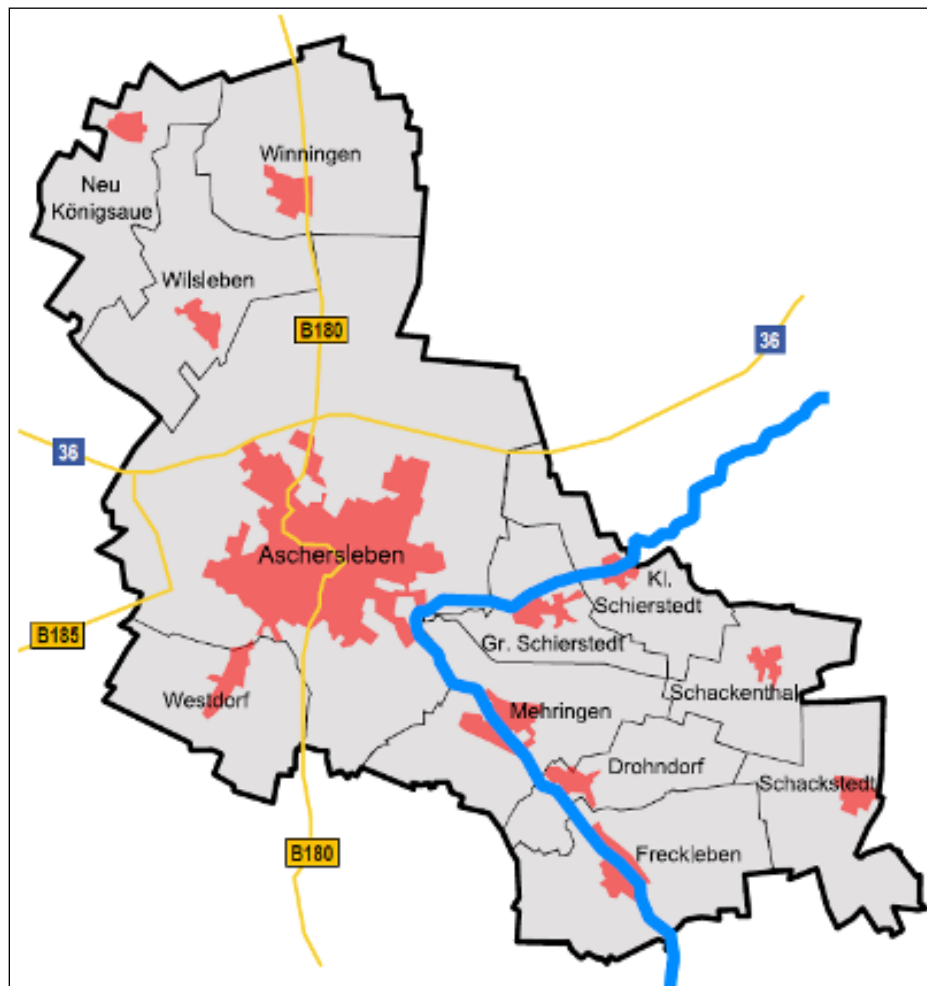 Winningen
Neu
Königsaue
Wilsleben
B180
36
36
Aschersleben
Kl.
Schierstedt
B185
Gr. Schierstedt
Westdorf
Schackenthal
Mehringen
Drohndorf
Schackstedt
B180
Freckleben